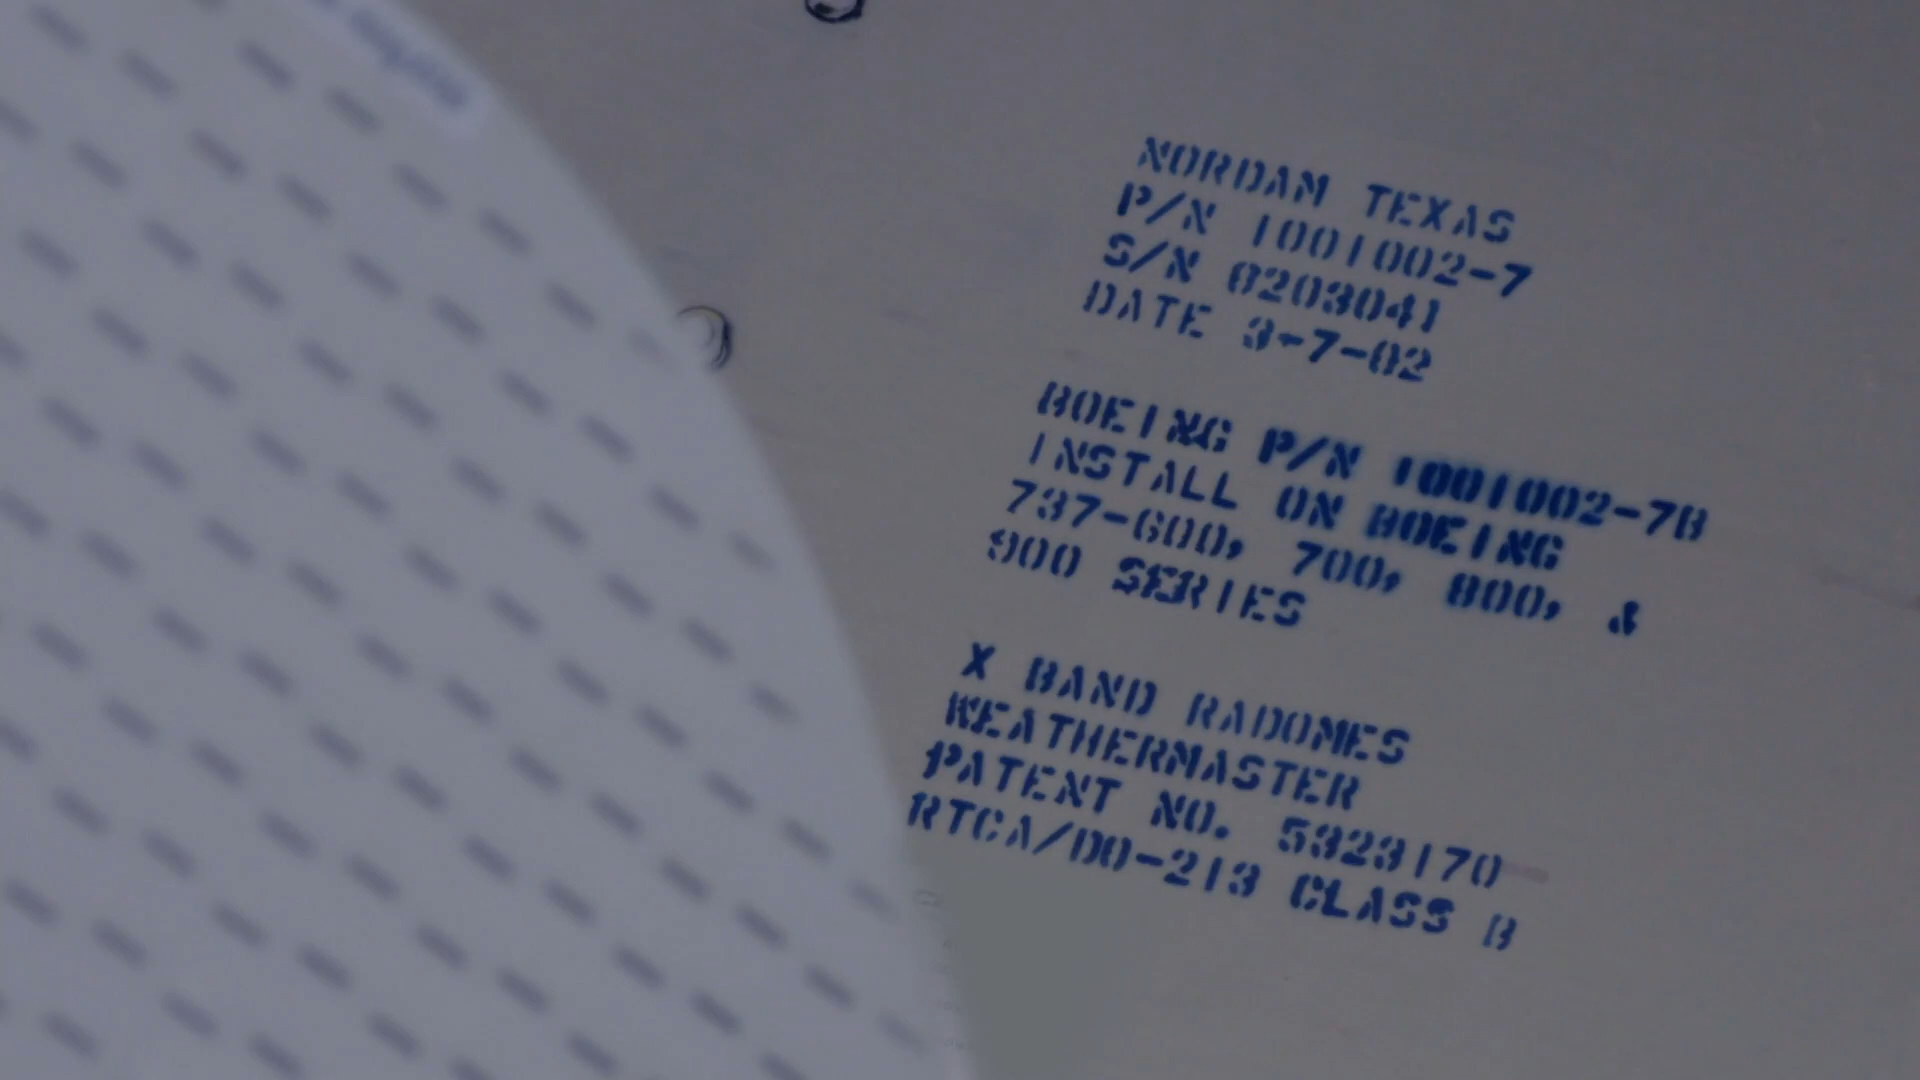 NORDAM TEXAS
P/N 1001002-7
S/N 8203041
DATE 3-7-02
BOEING P/N 1001002-7B
INSTALL ON BOEING
737-600, 700, 800, &
900 SERIES
X BAND RADOMES
WEATHERMASTER
PATENT NO. 5323170
RTCA/DO-213 CLASS B